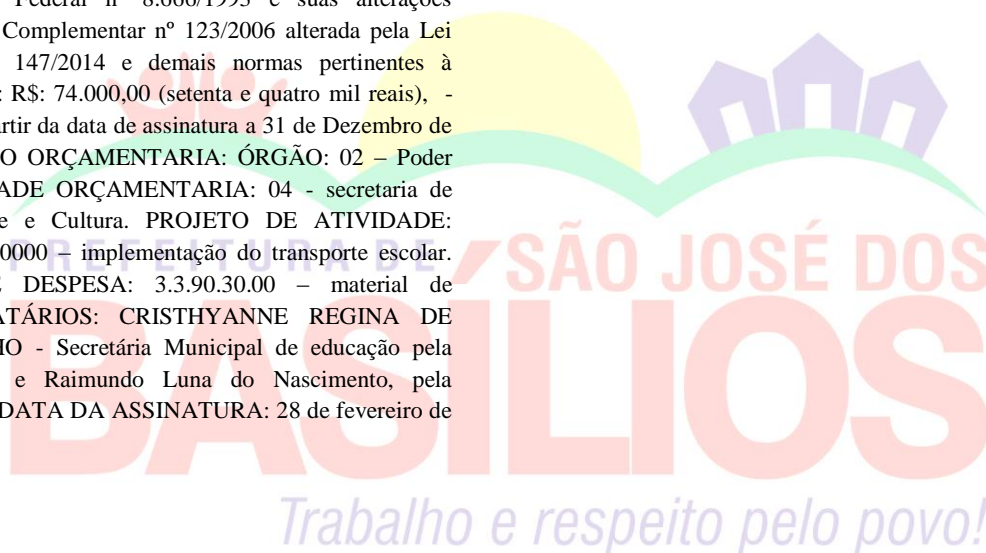 Federal nº 8.666/1993 e suas alterações
Complementar nº 123/2006 alterada pela Lei
147/2014 e demais normas pertinentes à
: R$: 74.000,00 (setenta e quatro mil reais), -
artir da data de assinatura a 31 de Dezembro de
O ORÇAMENTARIA: ÓRGÃO: 02 – Poder
ADE ORÇAMENTARIA: 04 - secretaria de
e e Cultura. PROJETO DE ATIVIDADE:
0000 – implementação do transporte escolar.
E DESPESA: 3.3.90.30.00 – material de
ATÁRIOS: CRISTHYANNE REGINA DE
HO - Secretária Municipal de educação pela
e Raimundo Luna do Nascimento, pela
DATA DA ASSINATURA: 28 de fevereiro de
PREFEITURA DE SÃO JOSÉ DOS
BASÍLIOS
Trabalho e respeito pelo povo!